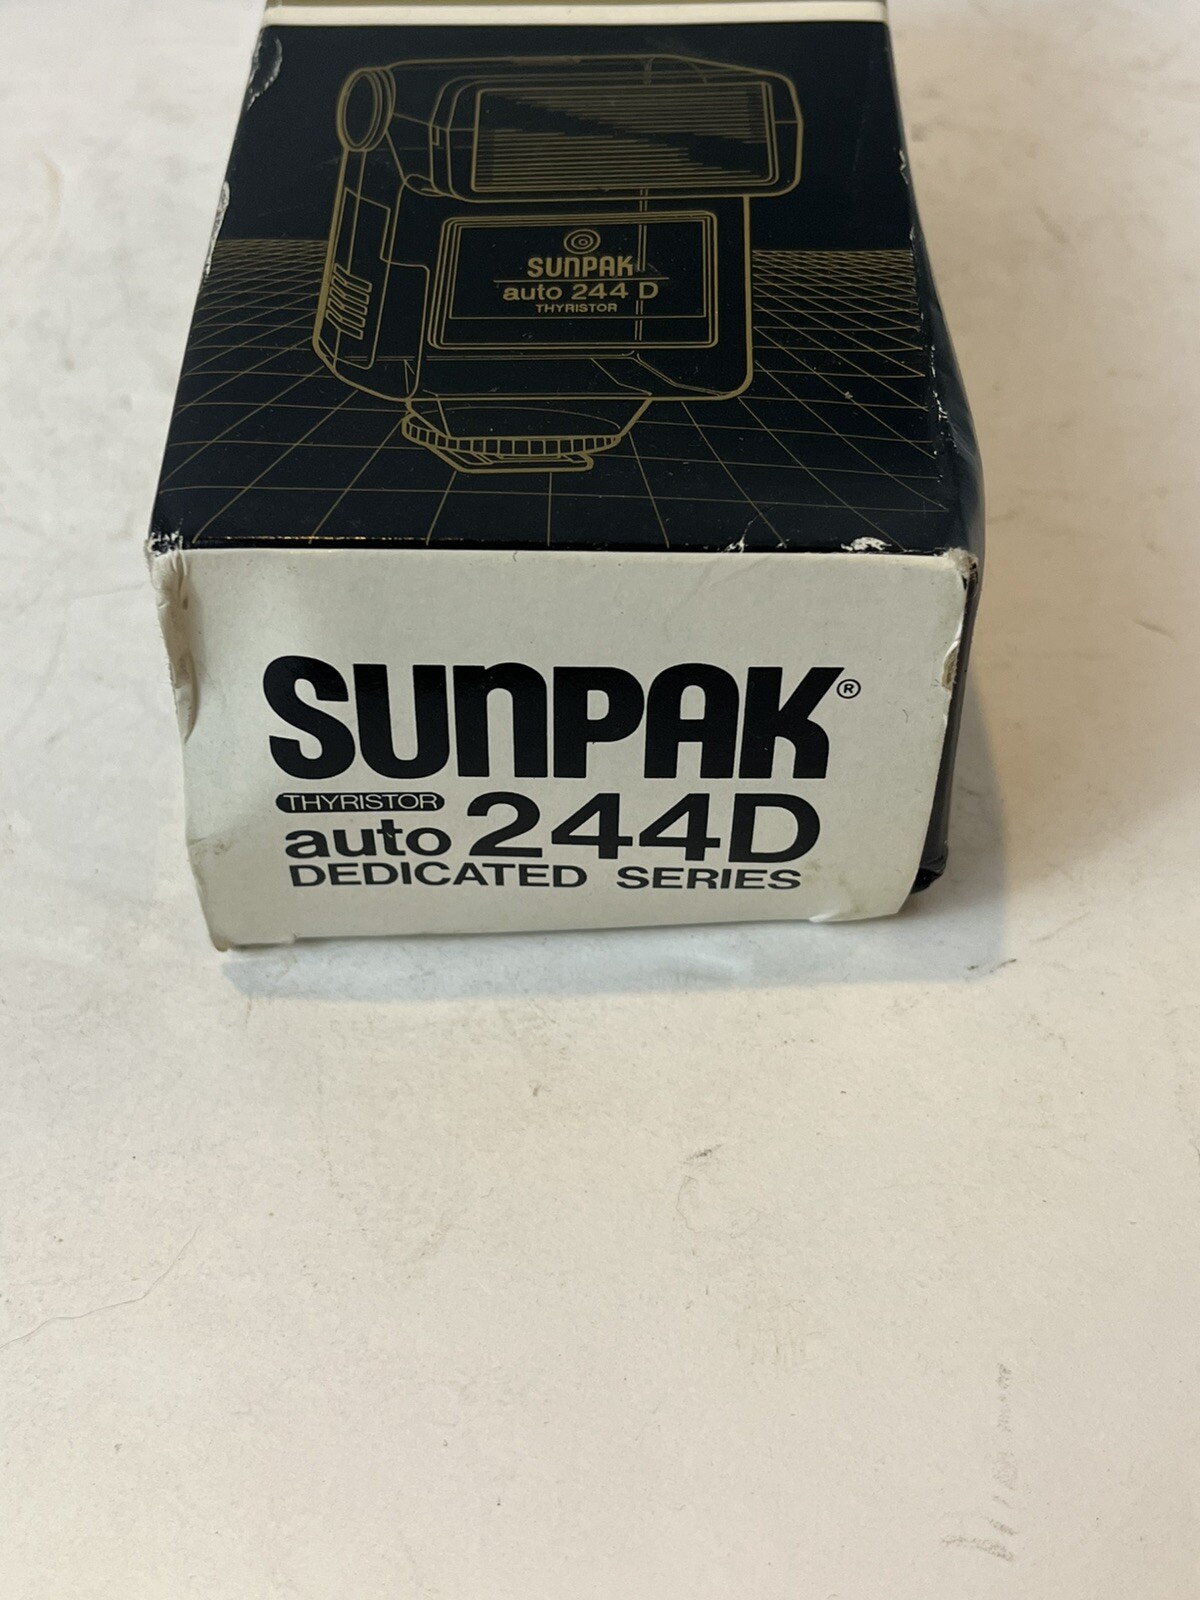 SUNPAK
auto 244 D
THYRISTOR
SUNPAK®
THYRISTOR
auto 244D
DEDICATED SERIES